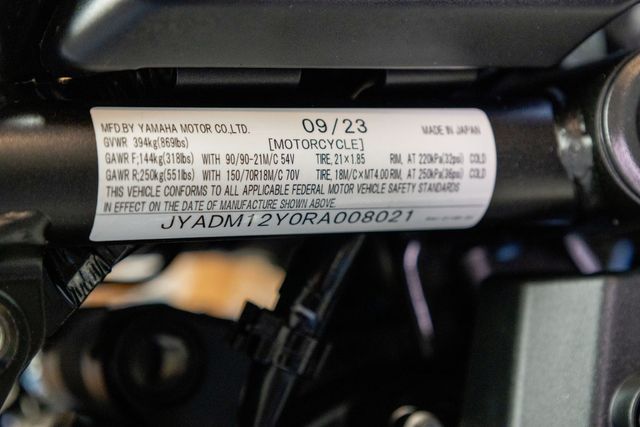 MFD.BY YAMAHA MOTOR CO.,LTD. 09/23 MADE IN JAPAN
GVWR 394kg(869lbs) [MOTORCYCLE]
GAWR F;144kg(318lbs) WITH 90/90-21M/C 54V TIRE, 21×1.85 RIM, AT 220kPa(32psi) COLD
GAWR R;250kg(551lbs) WITH 150/70R18M/C 70V TIRE, 18M/C×MT4.00 RIM, AT 250kPa(36psi) COLD
THIS VEHICLE CONFORMS TO ALL APPLICABLE FEDERAL MOTOR VEHICLE SAFETY STANDARDS
IN EFFECT ON THE DATE OF MANUFACTURE SHOWN ABOVE.
JYADM12Y0RA008021